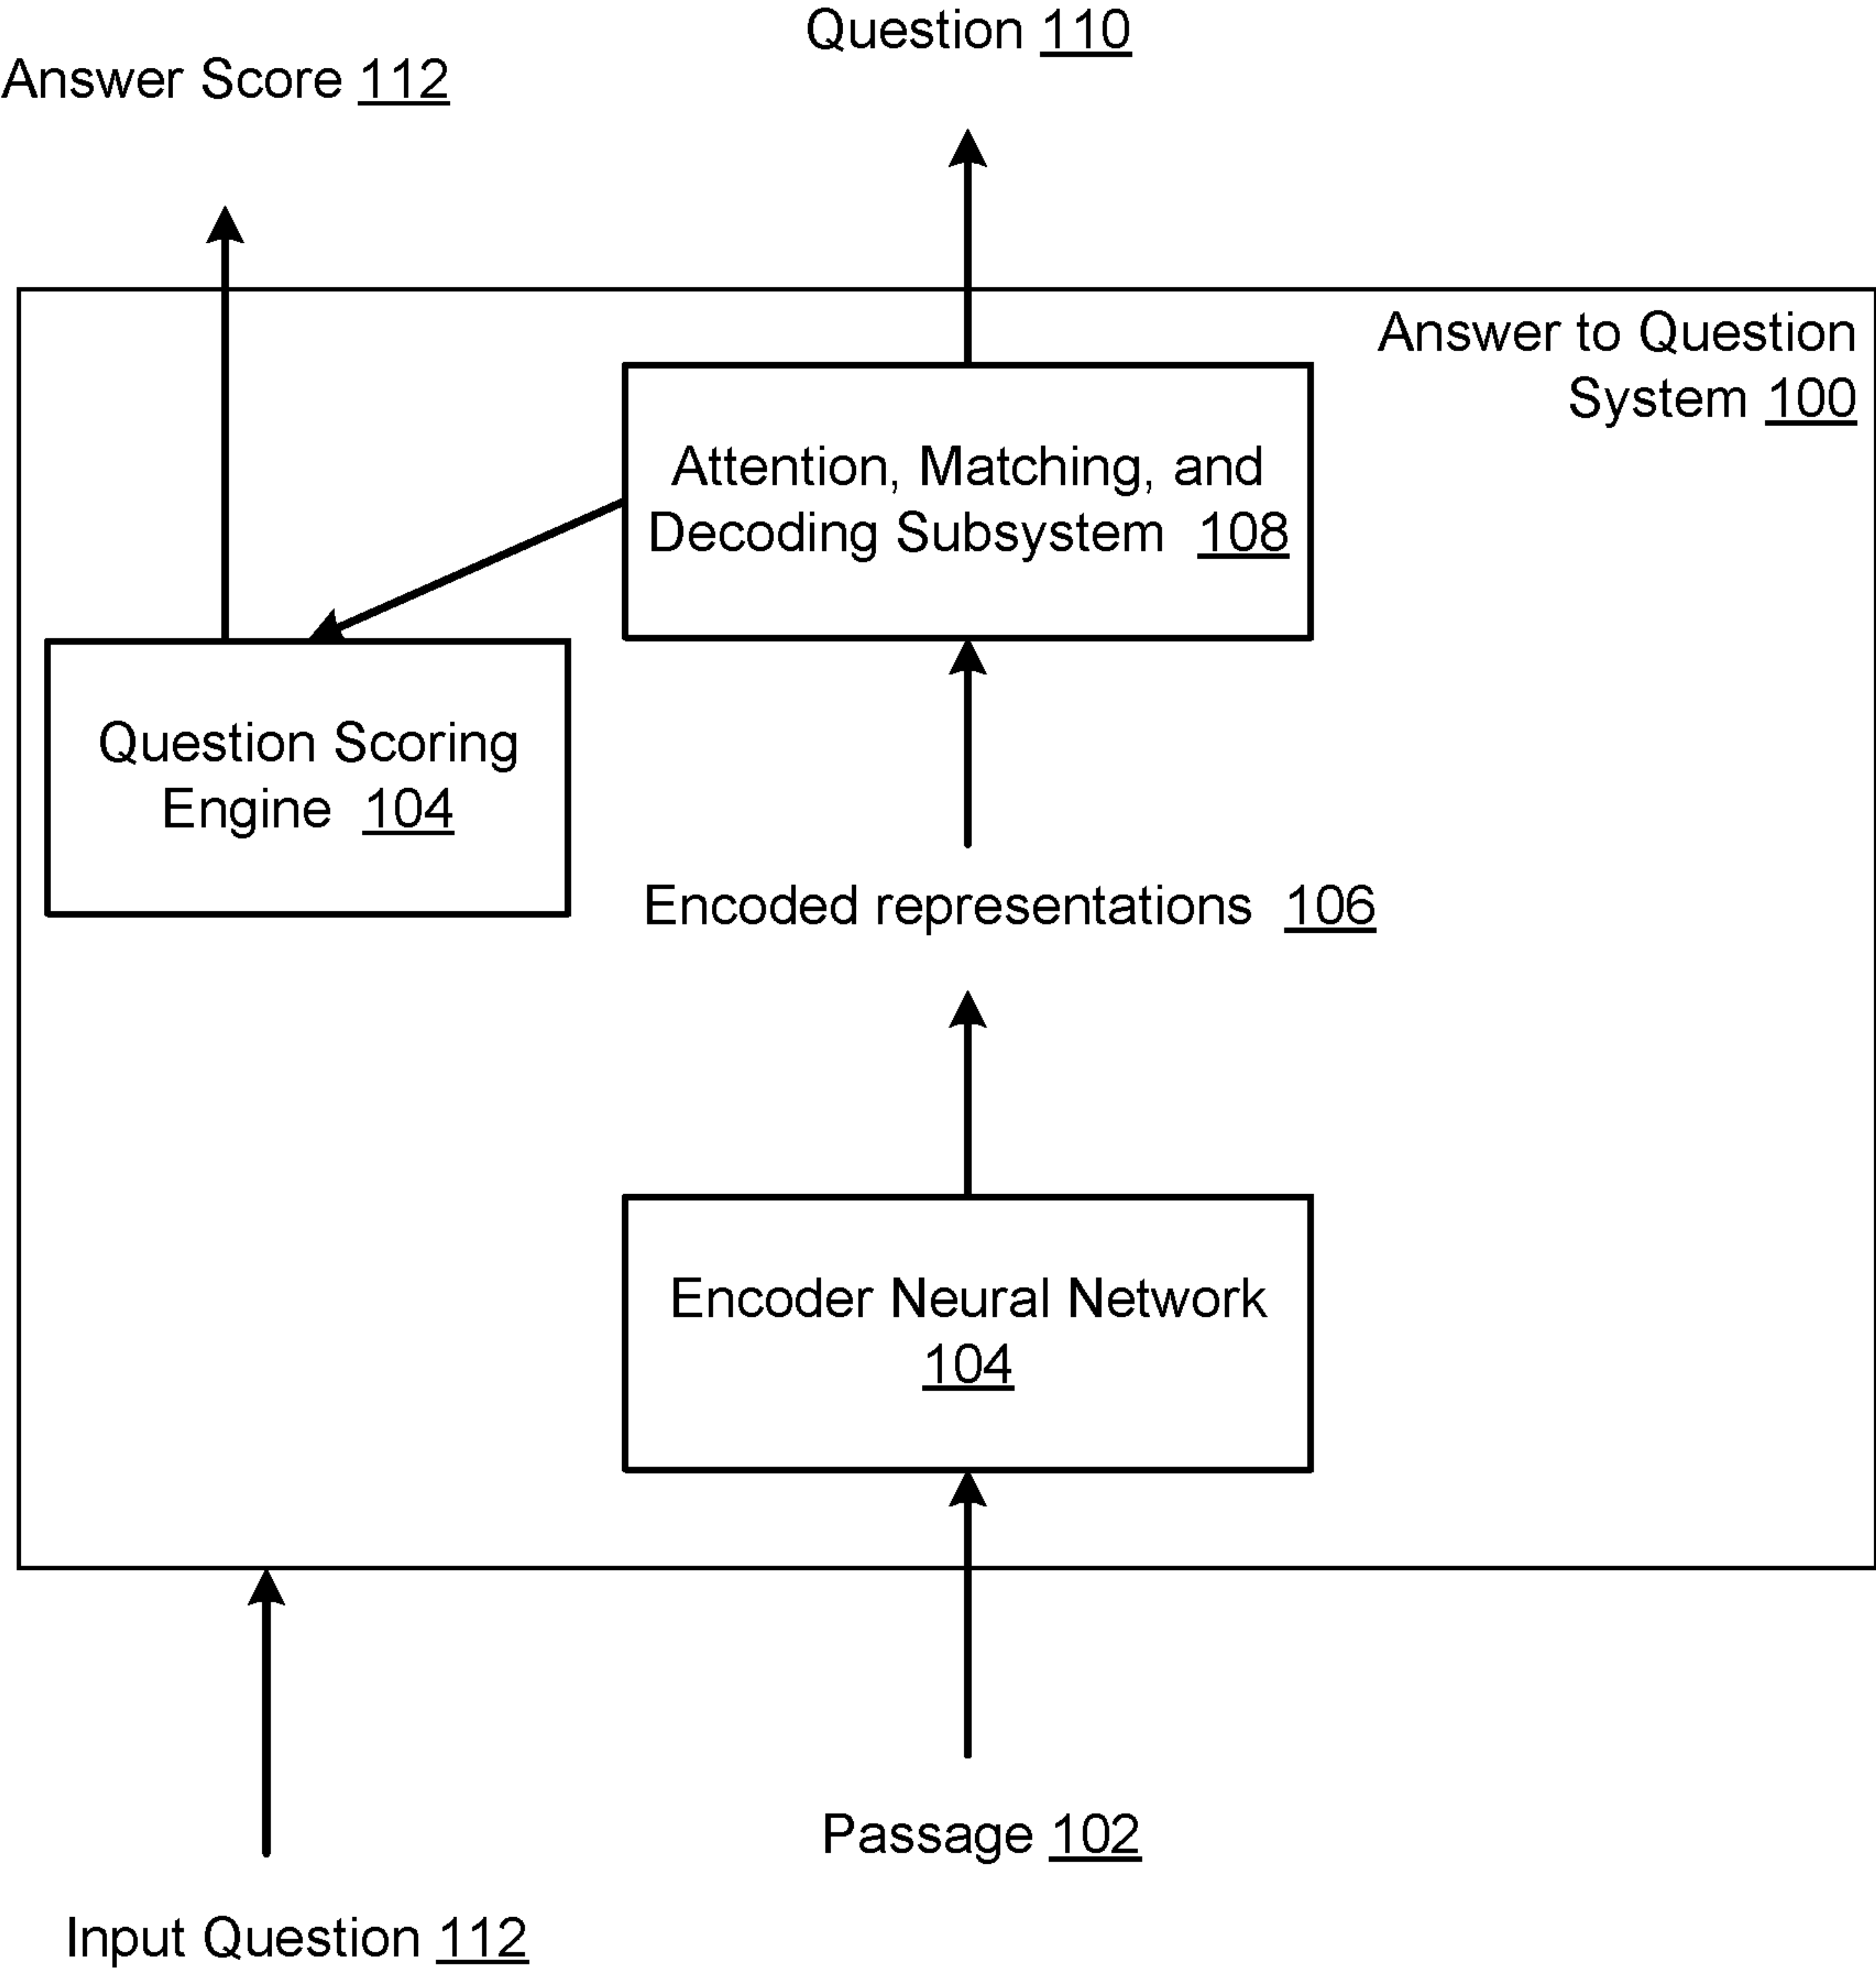 Question 110
Answer Score 112
Answer to Question
System 100
Attention, Matching, and
Decoding Subsystem 108
Question Scoring
Engine 104
Encoded representations 106
Encoder Neural Network
104
Passage 102
Input Question 112